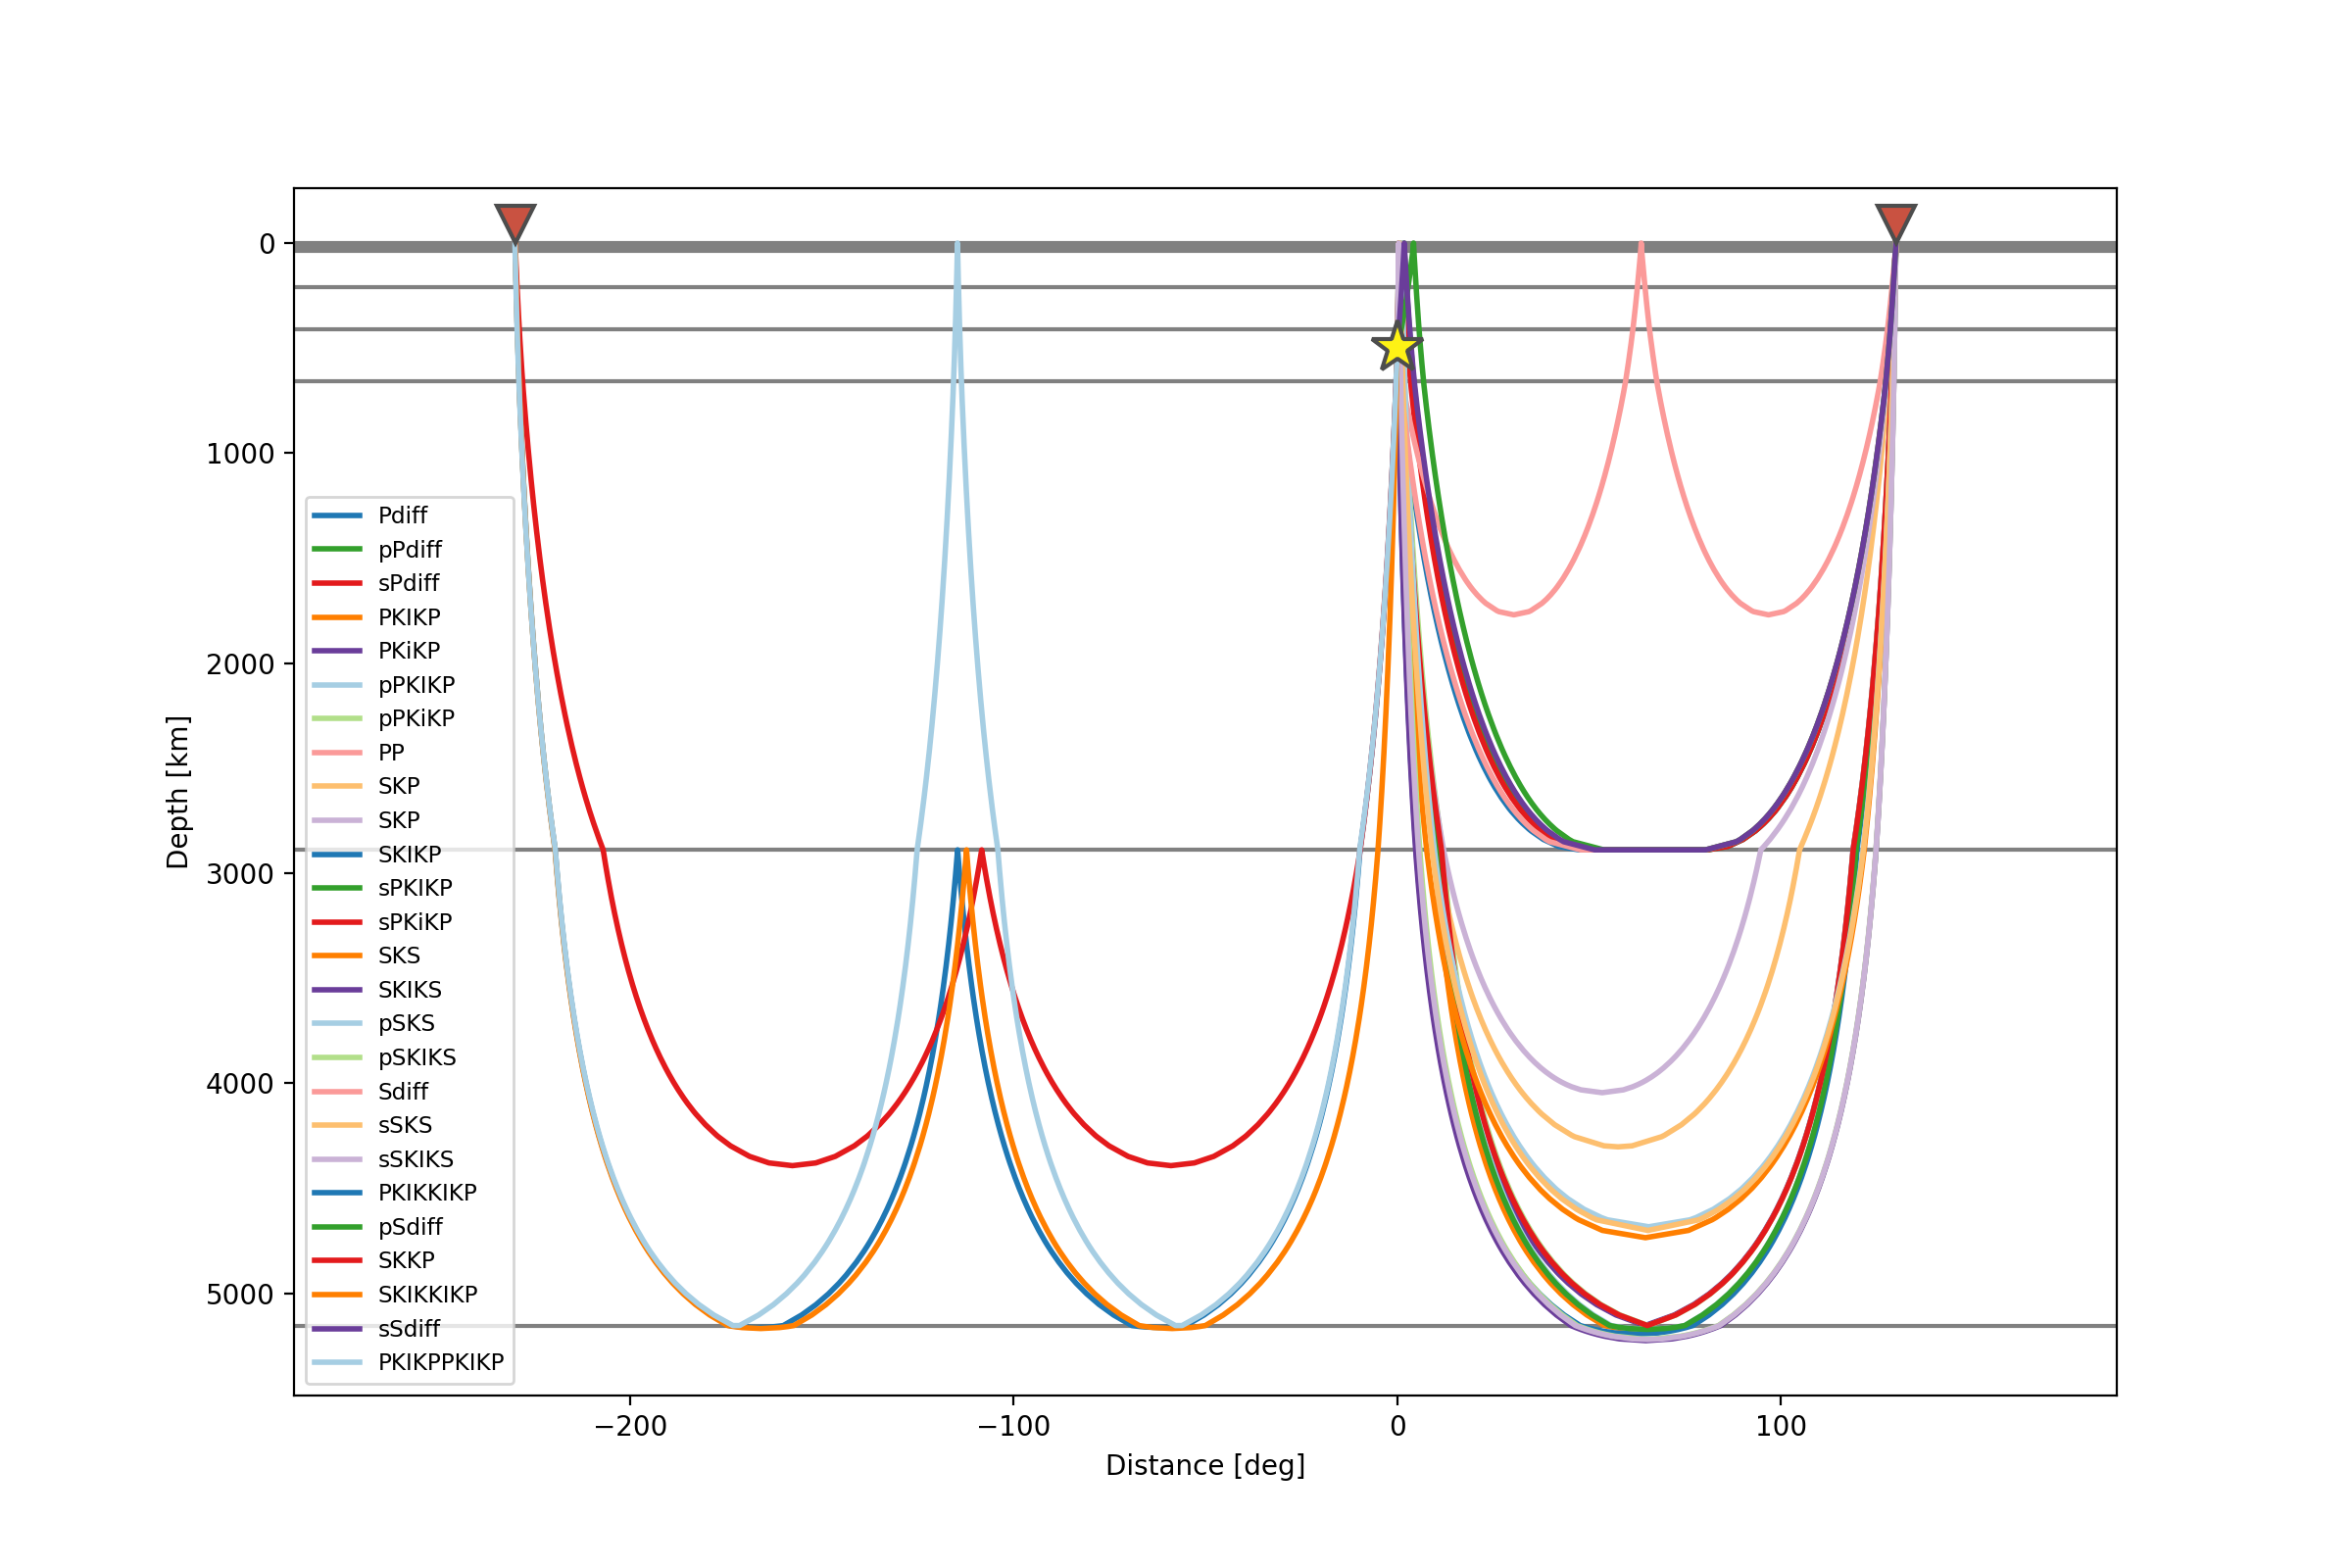 0
1000
2000
3000
4000
5000
Depth [km]
Pdiff
pPdiff
sPdiff
PKIKP
PKiKP
pPKIKP
pPKiKP
PP
SKP
SKP
SKIKP
sPKIKP
sPKiKP
SKS
SKIKS
pSKS
pSKIKS
Sdiff
sSKS
sSKIKS
PKIKKIKP
pSdiff
SKKP
SKIKKIKP
sSdiff
PKIKPPKIKP
−200 −100 0 100
Distance [deg]